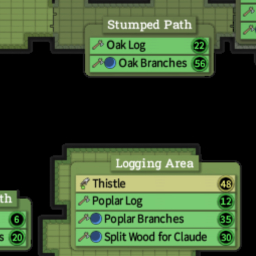 Stumped Path
Oak Log 22
Oak Branches 56
Logging Area
Thistle 48
Poplar Log 12
Poplar Branches 35
Split Wood for Claude 30
th
6
s 20